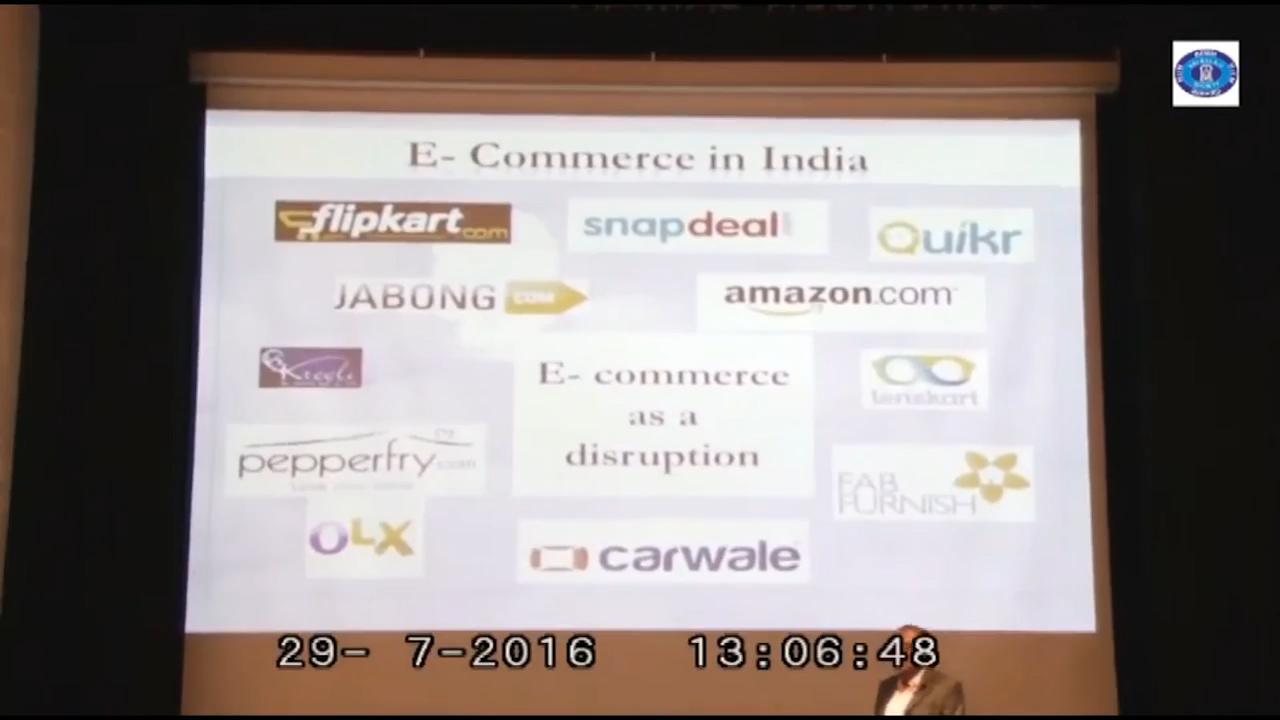 E- Commerce in India
flipkart.com
snapdeal
Quikr
JABONG COM
amazon.com
E- commerce
as a
disruption
lenskart
pepperfry.com
FAB
FURNISH
OLX
carwale
29- 7-2016 13:06:48